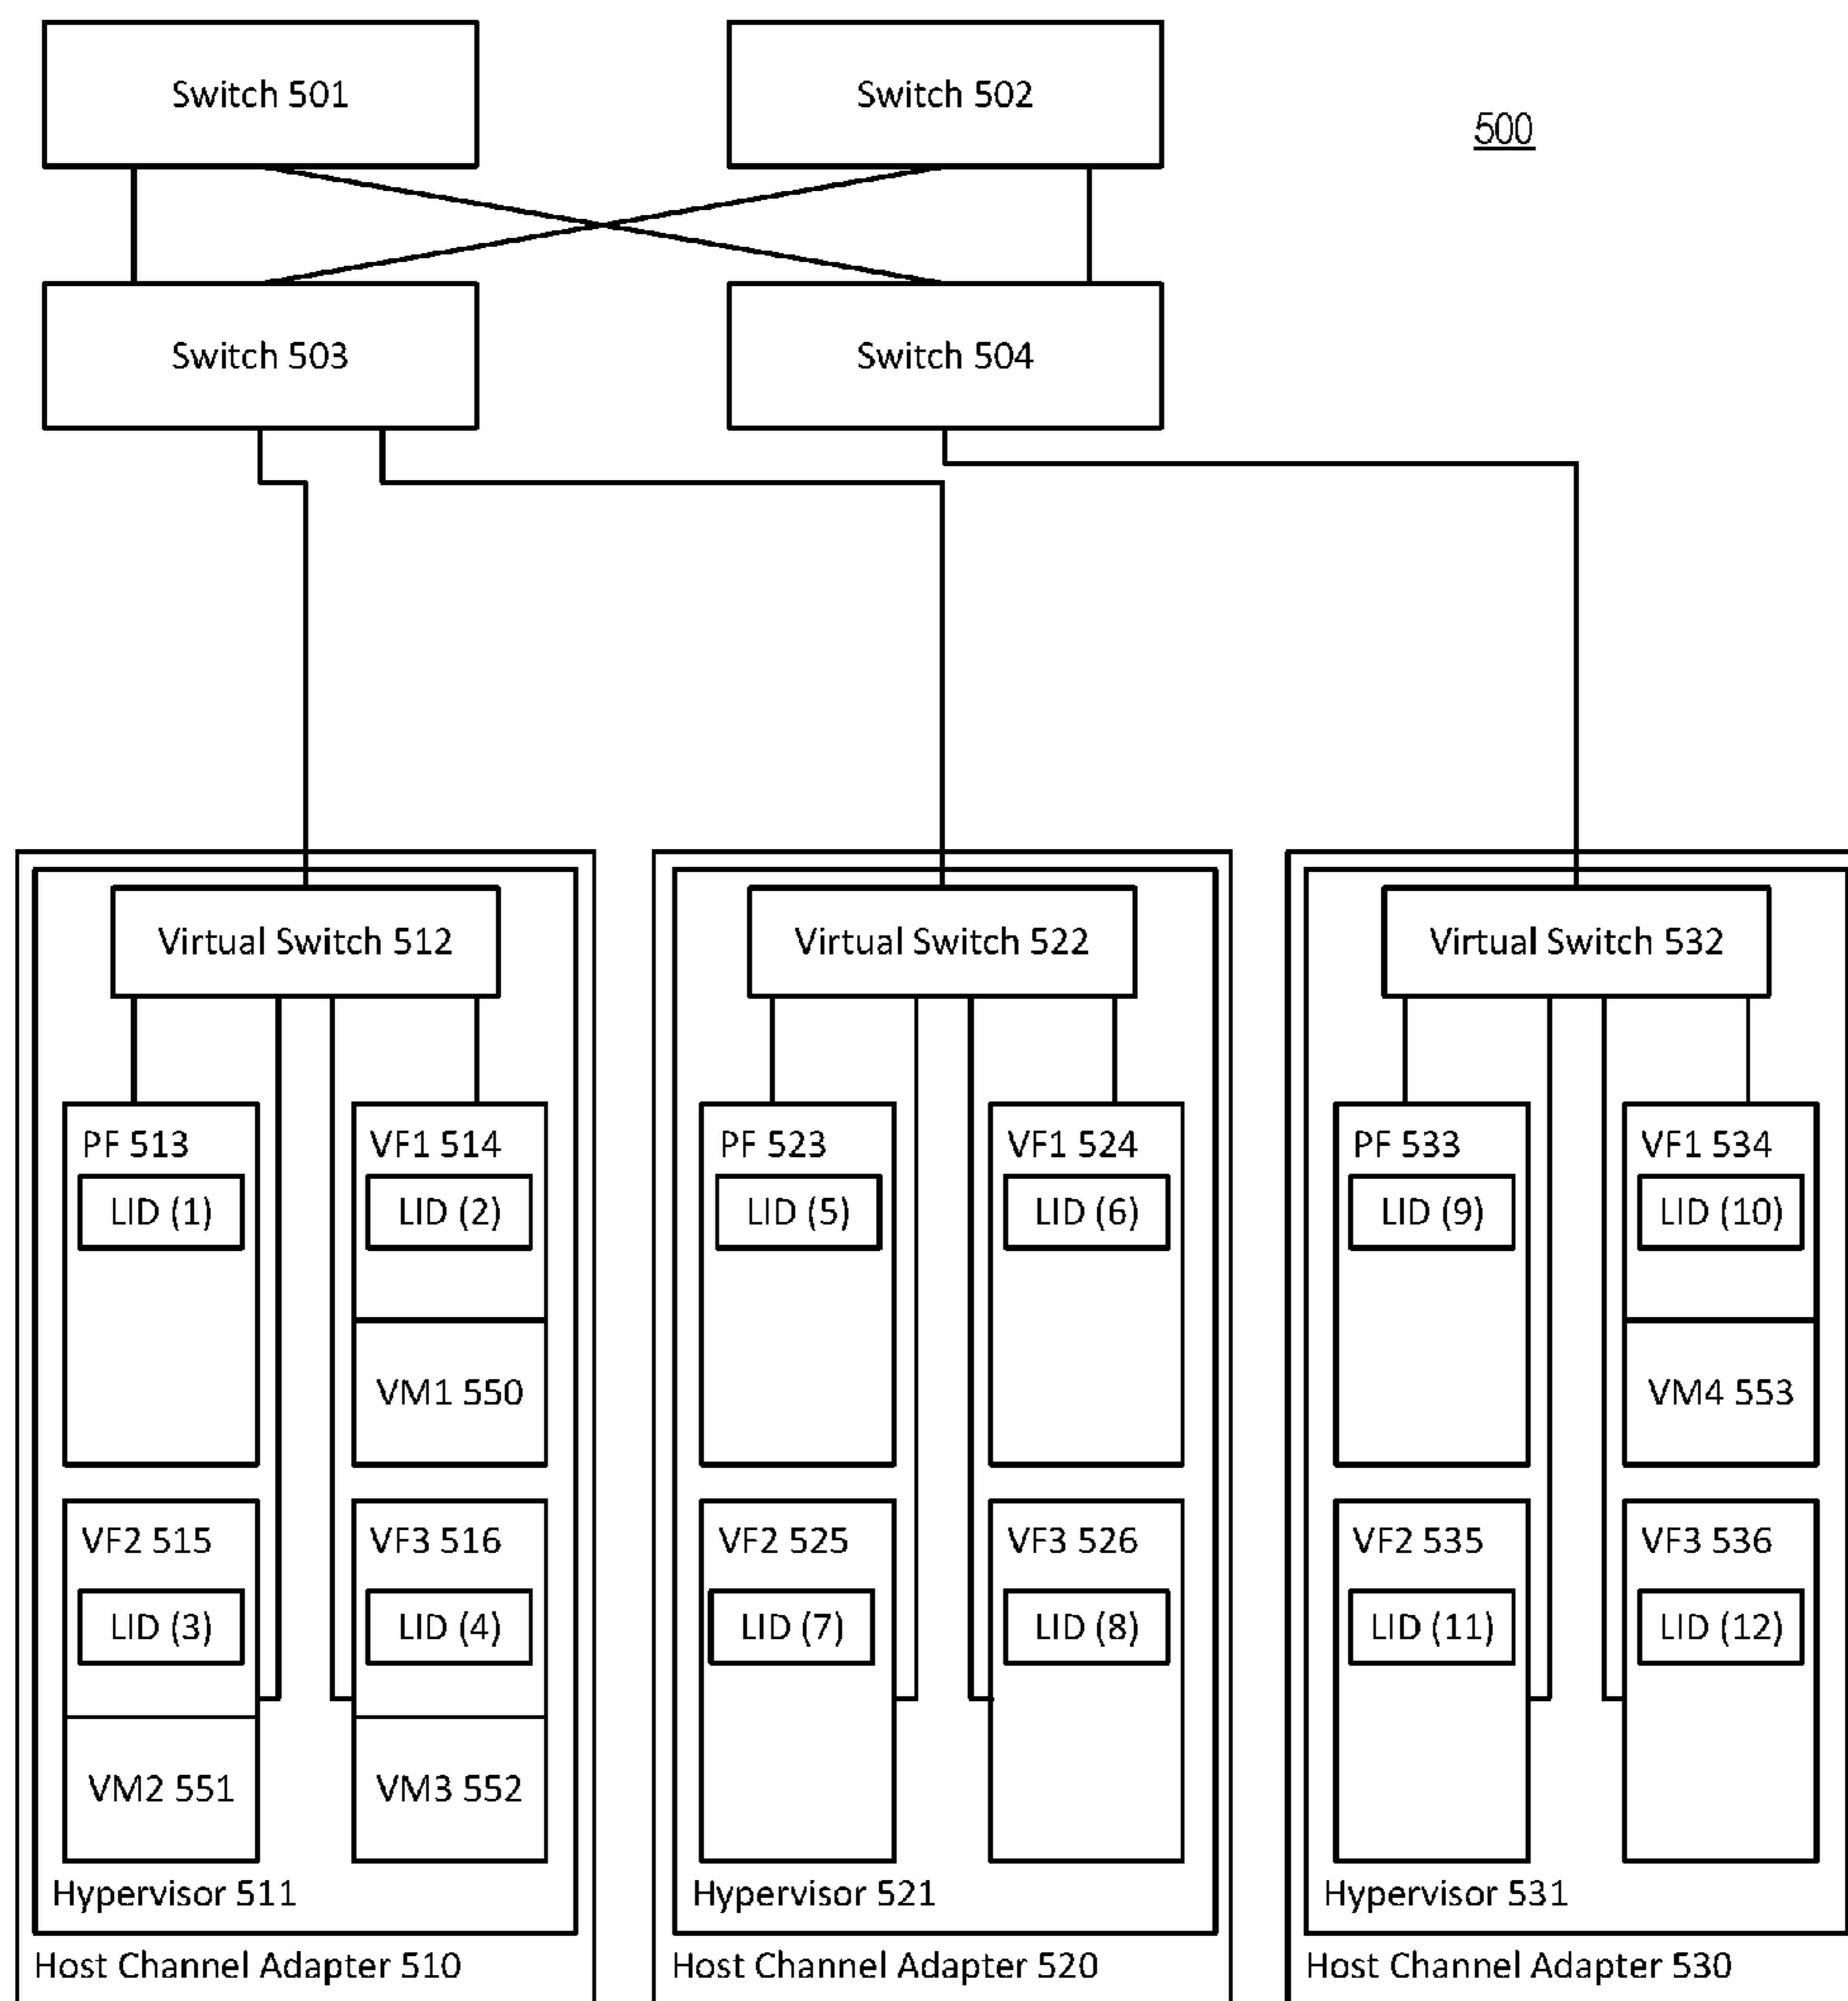 Switch 501
Switch 502
500
Switch 503
Switch 504
Virtual Switch 512
Virtual Switch 522
Virtual Switch 532
PF 513
LID (1)
VF1 514
LID (2)
VM1 550
VF2 515
LID (3)
VM2 551
VF3 516
LID (4)
VM3 552
Hypervisor 511
Host Channel Adapter 510
PF 523
LID (5)
VF1 524
LID (6)
VF2 525
LID (7)
VF3 526
LID (8)
Hypervisor 521
Host Channel Adapter 520
PF 533
LID (9)
VF1 534
LID (10)
VM4 553
VF2 535
LID (11)
VF3 536
LID (12)
Hypervisor 531
Host Channel Adapter 530